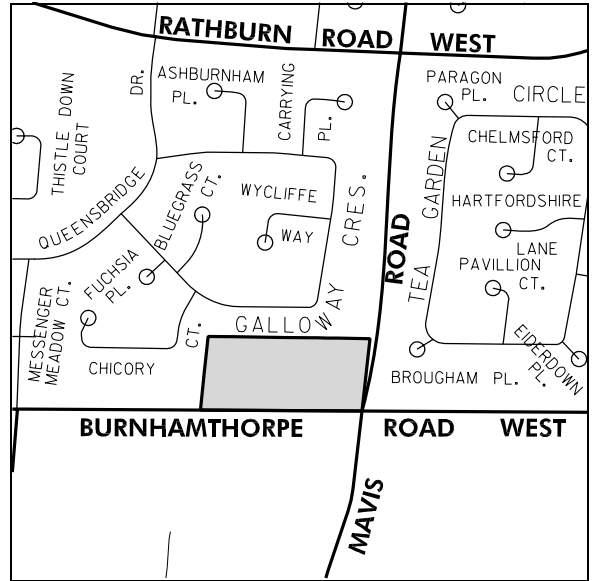 RATHBURN ROAD WEST
DR.
ASHBURNHAM
PL.
CARRYING
PL.
PARAGON
PL.
CIRCLE
THISTLE DOWN
COURT
CHELMSFORD
CT.
BLUEGRASS
CT.
WYCLIFFE
WAY
CRES.
GARDEN
HARTFORDSHIRE
LANE
QUEENSBRIDGE
ROAD
TEA
PAVILLION
CT.
FUCHSIA
PL.
MESSENGER
MEADOW CT.
GALLOWAY
CT.
CHICORY
EIDERDOWN
PL.
BROUGHAM PL.
BURNHAMTHORPE ROAD WEST
MAVIS